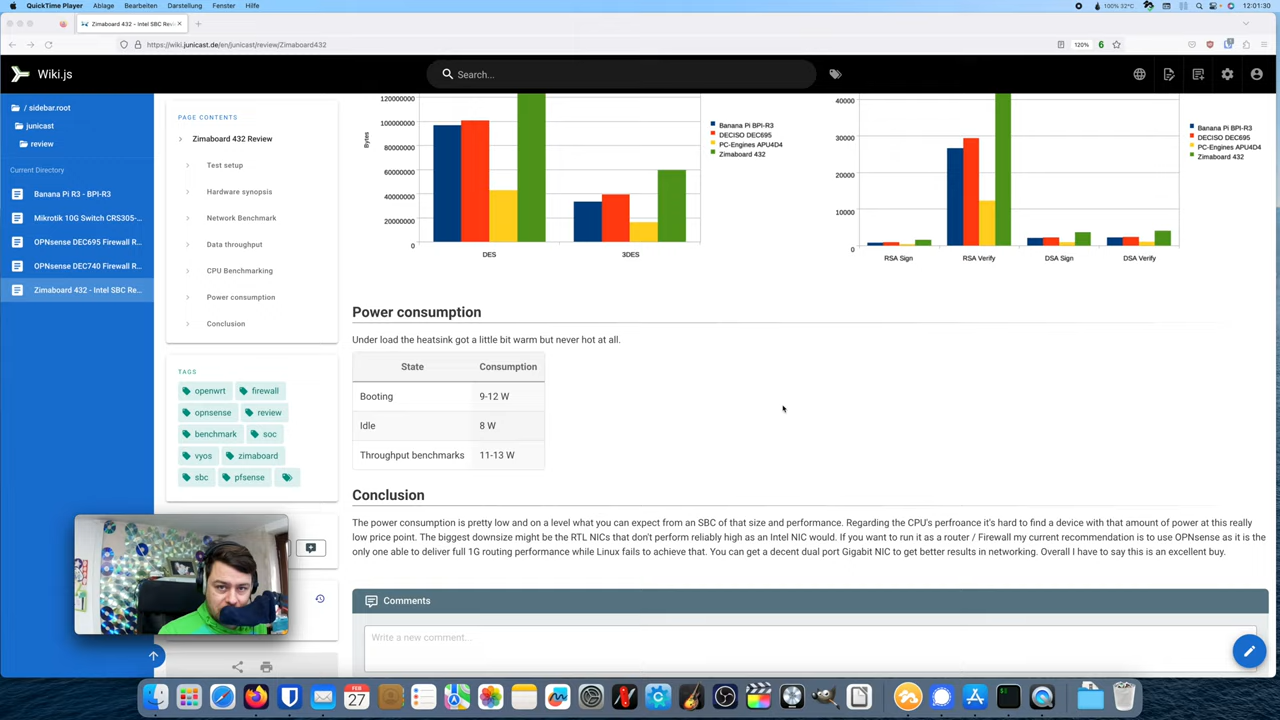 QuickTime Player Ablage Bearbeiten Darstellung Fenster Hilfe
100% 32°C
12:01:30
Zimaboard 432 - Intel SBC Rev
https://wiki.junicast.de/en/junicast/review/Zimaboard432
120%
6
Wiki.js
Search...
/ sidebar.root
junicast
review
Current Directory
Banana Pi R3 - BPI-R3
Mikrotik 10G Switch CRS305-...
OPNsense DEC695 Firewall R...
OPNsense DEC740 Firewall R...
Zimaboard 432 - Intel SBC Re...
PAGE CONTENTS
Zimaboard 432 Review
Test setup
Hardware synopsis
Network Benchmark
Data throughput
CPU Benchmarking
Power consumption
Conclusion
TAGS
openwrt
firewall
opnsense
review
benchmark
soc
vyos
zimaboard
sbc
pfsense
Bytes
120000000
100000000
80000000
60000000
40000000
20000000
0
DES
3DES
Banana Pi BPI-R3
DECISO DEC695
PC-Engines APU4D4
Zimaboard 432
40000
30000
20000
10000
0
RSA Sign
RSA Verify
DSA Sign
DSA Verify
Banana Pi BPI-R3
DECISO DEC695
PC-Engines APU4D4
Zimaboard 432
Power consumption
Under load the heatsink got a little bit warm but never hot at all.
State Consumption
Booting 9-12 W
Idle 8 W
Throughput benchmarks 11-13 W
Conclusion
The power consumption is pretty low and on a level what you can expect from an SBC of that size and performance. Regarding the CPU's perfroance it's hard to find a device with that amount of power at this really
low price point. The biggest downsize might be the RTL NICs that don't perform reliably high as an Intel NIC would. If you want to run it as a router / Firewall my current recommendation is to use OPNsense as it is the
only one able to deliver full 1G routing performance while Linux fails to achieve that. You can get a decent dual port Gigabit NIC to get better results in networking. Overall I have to say this is an excellent buy.
Comments
Write a new comment...
FEB
27